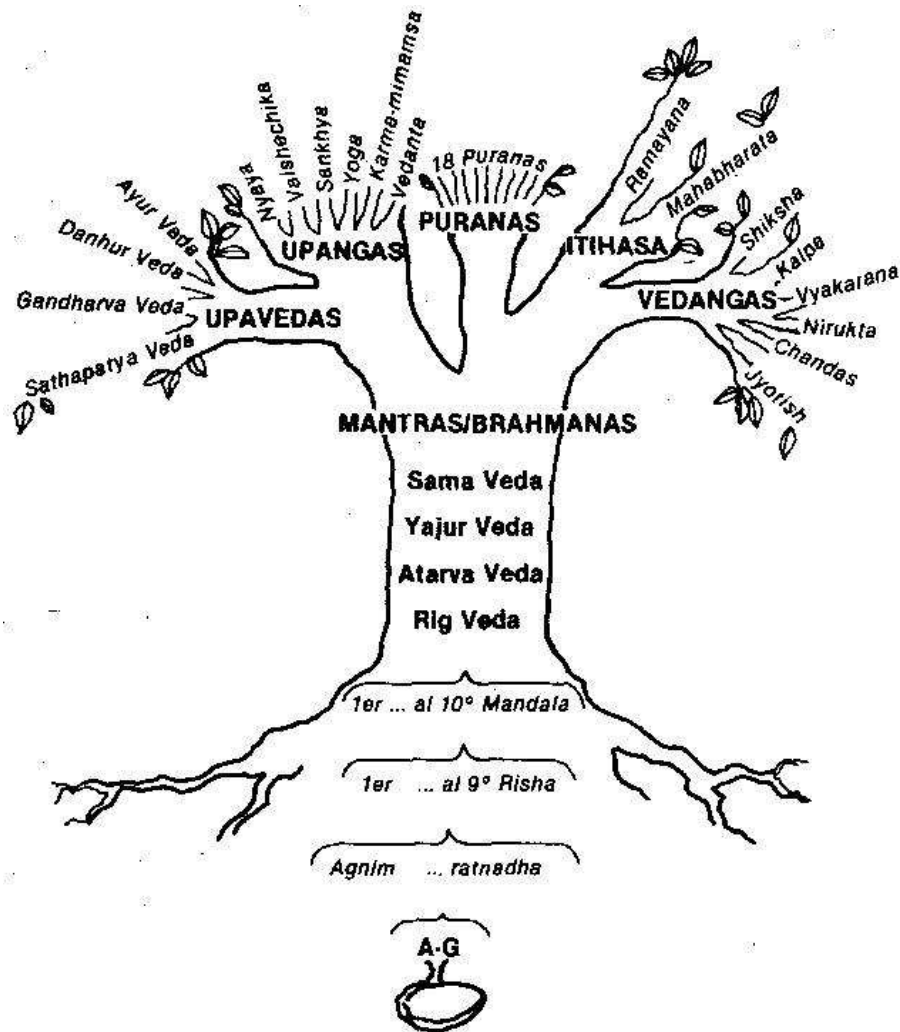 Nyaya
Vaishechika
Sankhya
Yoga
Karma-mimamsa
Vedanta
UPANGAS
18 Puranas
PURANAS
Ramayana
Mahabharata
ITIHASA
Ayur Veda
Danhur Veda
Gandharva Veda
Sathapatya Veda
UPAVEDAS
Shiksha
Kalpa
Vyakarana
Nirukta
Chandas
Jyotish
VEDANGAS
MANTRAS/BRAHMANAS
Sama Veda
Yajur Veda
Atarva Veda
Rig Veda
1er ... al 10º Mandala
1er ... al 9º Risha
Agnim ... ratnadha
A-G